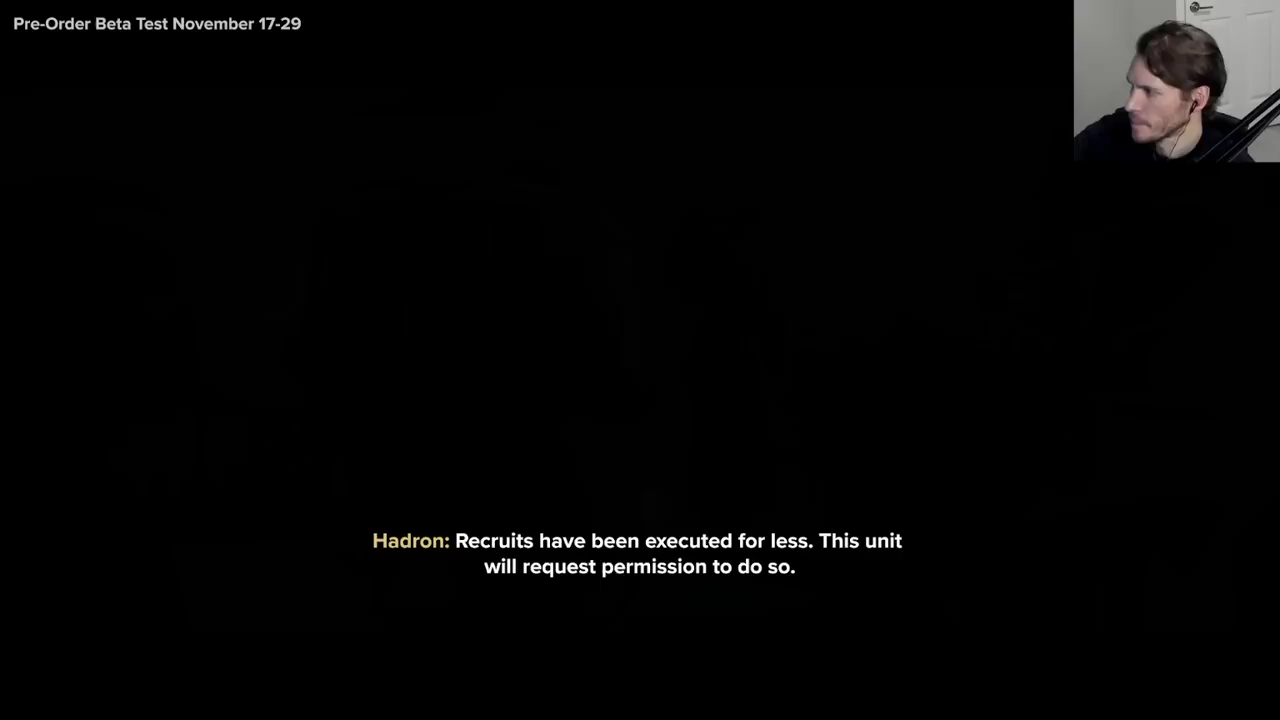 Pre-Order Beta Test November 17-29
Hadron: Recruits have been executed for less. This unit
will request permission to do so.